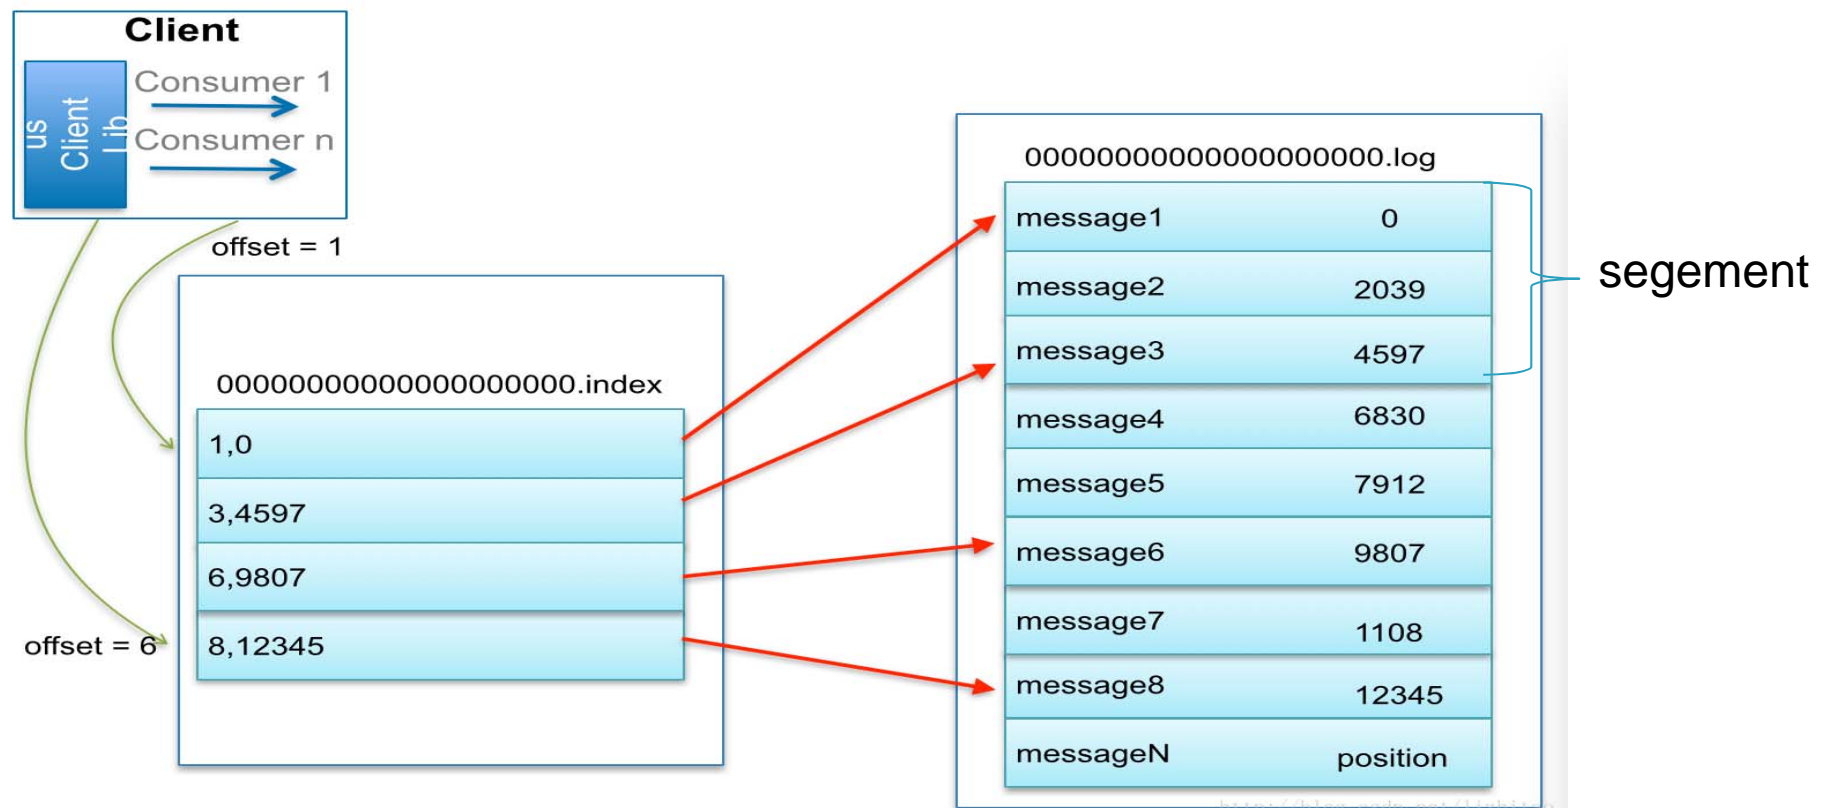 Client
us
Client
Lib
Consumer 1
Consumer n
offset = 1
offset = 6
00000000000000000000.index
1,0
3,4597
6,9807
8,12345
00000000000000000000.log
message1 0
message2 2039
message3 4597
message4 6830
message5 7912
message6 9807
message7 1108
message8 12345
messageN position
segement